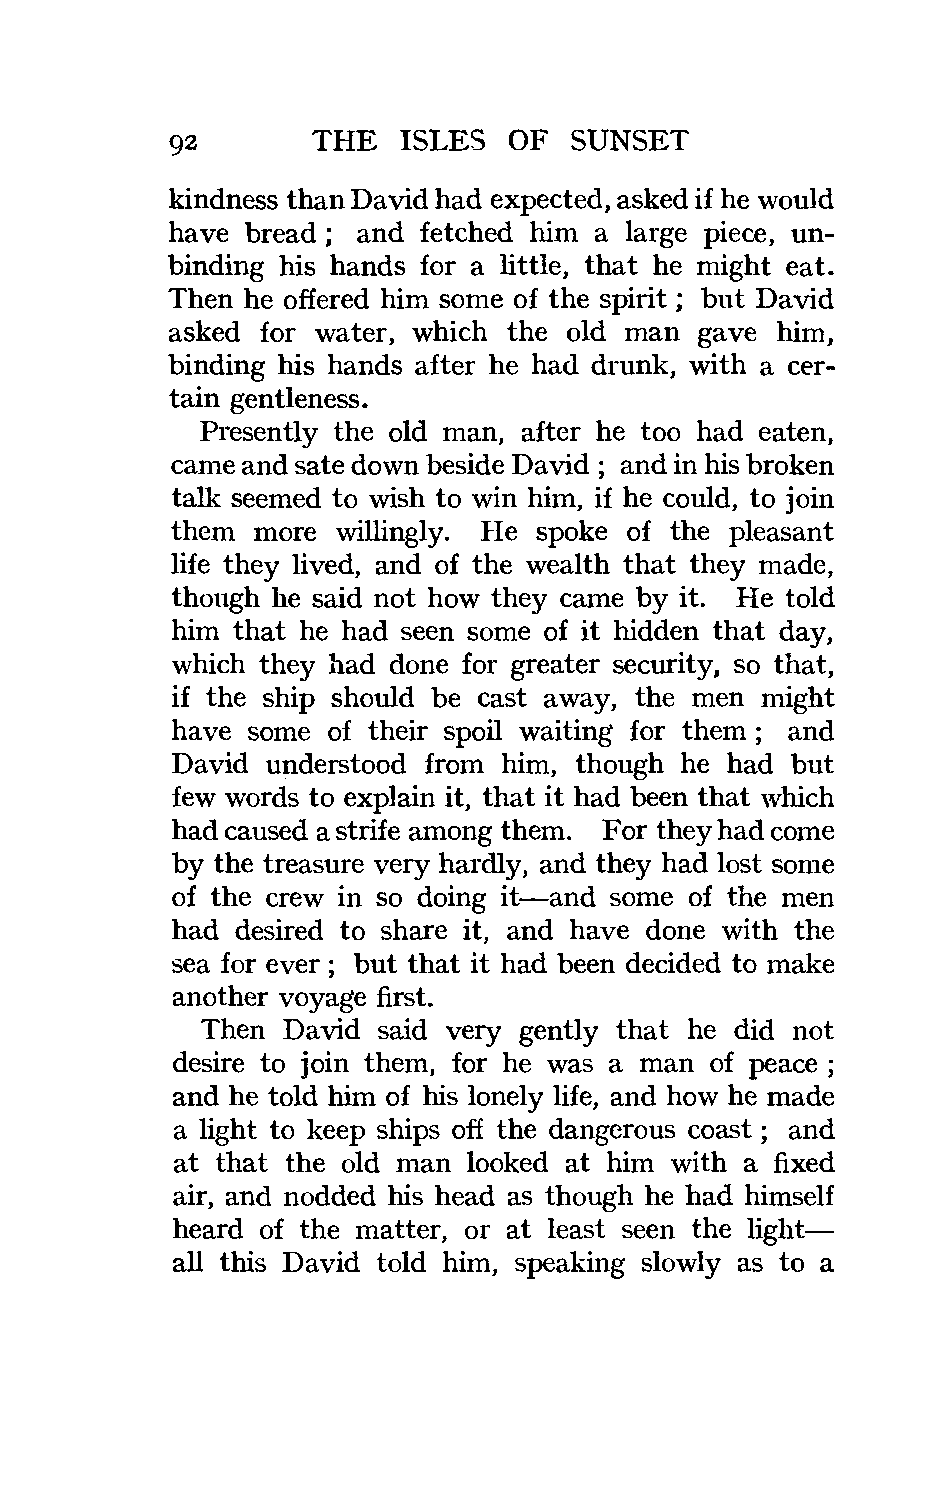 92 THE ISLES OF SUNSET
kindness than David had expected, asked if he would
have bread ; and fetched him a large piece, un-
binding his hands for a little, that he might eat.
Then he offered him some of the spirit ; but David
asked for water, which the old man gave him,
binding his hands after he had drunk, with a cer-
tain gentleness.
Presently the old man, after he too had eaten,
came and sate down beside David ; and in his broken
talk seemed to wish to win him, if he could, to join
them more willingly. He spoke of the pleasant
life they lived, and of the wealth that they made,
though he said not how they came by it. He told
him that he had seen some of it hidden that day,
which they had done for greater security, so that,
if the ship should be cast away, the men might
have some of their spoil waiting for them ; and
David understood from him, though he had but
few words to explain it, that it had been that which
had caused a strife among them. For they had come
by the treasure very hardly, and they had lost some
of the crew in so doing it—and some of the men
had desired to share it, and have done with the
sea for ever ; but that it had been decided to make
another voyage first.
Then David said very gently that he did not
desire to join them, for he was a man of peace ;
and he told him of his lonely life, and how he made
a light to keep ships off the dangerous coast ; and
at that the old man looked at him with a fixed
air, and nodded his head as though he had himself
heard of the matter, or at least seen the light—
all this David told him, speaking slowly as to a